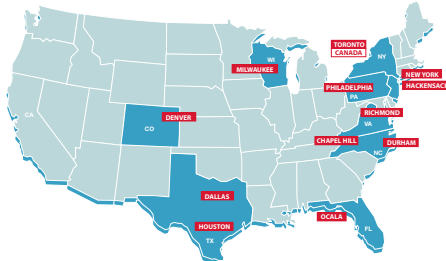 TORONTO
CANADA
NY
WI
MILWAUKEE
NEW YORK
HACKENSACK
PHILADELPHIA
PA
CA
DENVER
CO
RICHMOND
VA
CHAPEL HILL
DURHAM
NC
DALLAS
HOUSTON
TX
OCALA
FL